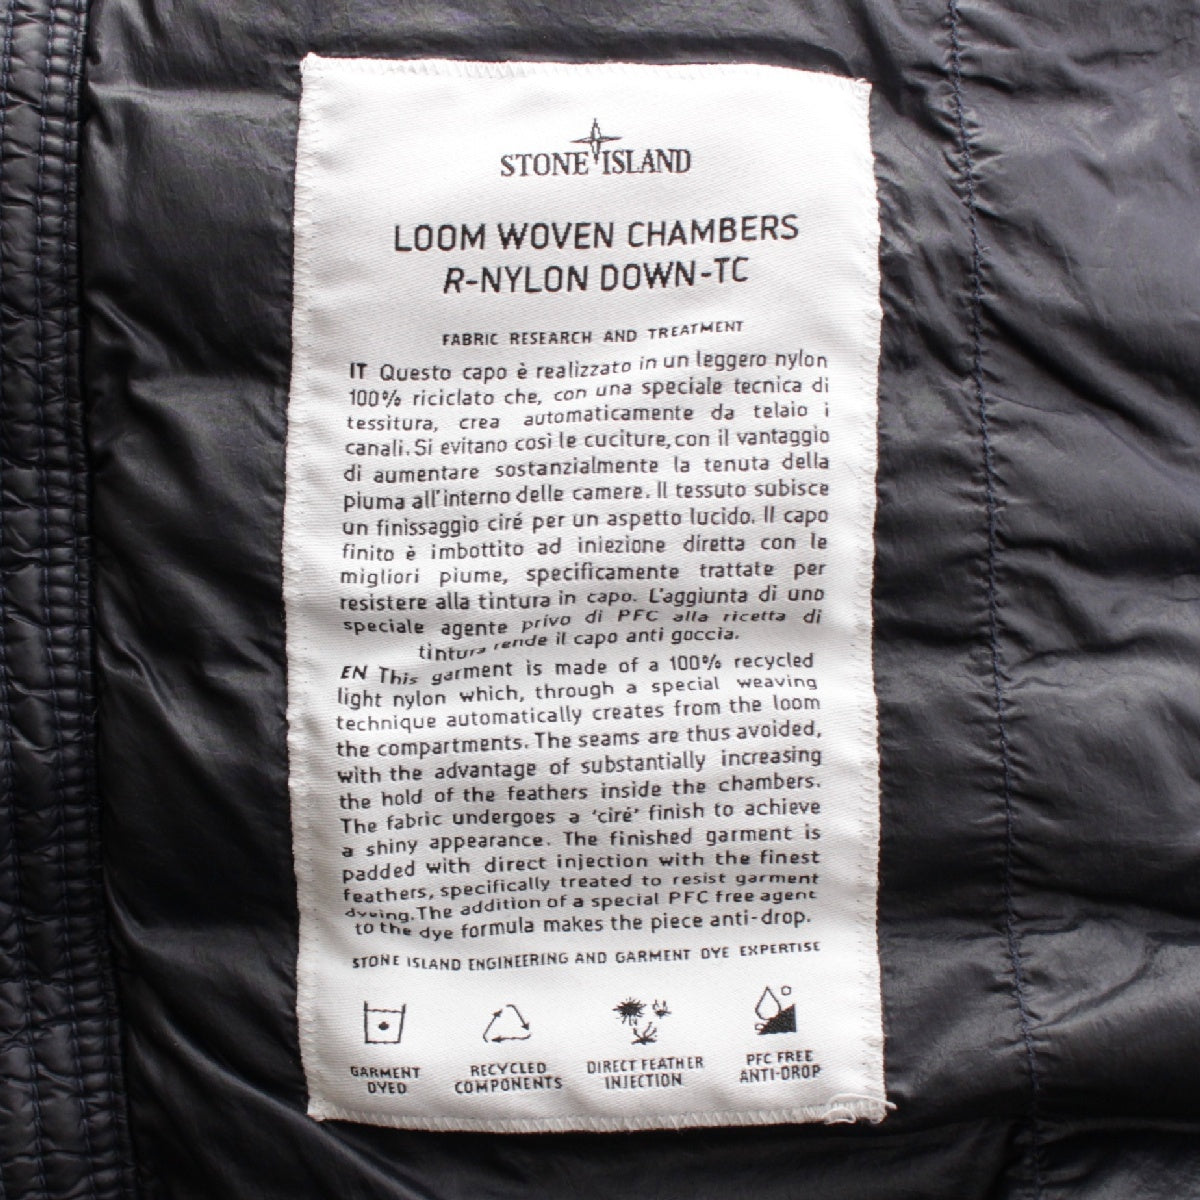 STONE ISLAND
LOOM WOVEN CHAMBERS
R-NYLON DOWN-TC
FABRIC RESEARCH AND TREATMENT
IT Questo capo è realizzato in un leggero nylon
100% riciclato che, con una speciale tecnica di
tessitura, crea automaticamente da telaio i
canali. Si evitano così le cuciture, con il vantaggio
di aumentare sostanzialmente la tenuta della
piuma all'interno delle camere. Il tessuto subisce
un finissaggio ciré per un aspetto lucido. Il capo
finito è imbottito ad iniezione diretta con le
migliori piume, specificamente trattate per
resistere alla tintura in capo. L'aggiunta di uno
speciale agente privo di PFC alla ricetta di
tintura rende il capo anti goccia.
EN This garment is made of a 100% recycled
light nylon which, through a special weaving
technique automatically creates from the loom
the compartments. The seams are thus avoided,
with the advantage of substantially increasing
the hold of the feathers inside the chambers.
The fabric undergoes a 'ciré' finish to achieve
a shiny appearance. The finished garment is
padded with direct injection with the finest
feathers, specifically treated to resist garment
dyeing. The addition of a special PFC free agent
to the dye formula makes the piece anti-drop.
STONE ISLAND ENGINEERING AND GARMENT DYE EXPERTISE
GARMENT
DYED
RECYCLED
COMPONENTS
DIRECT FEATHER
INJECTION
PFC FREE
ANTI-DROP